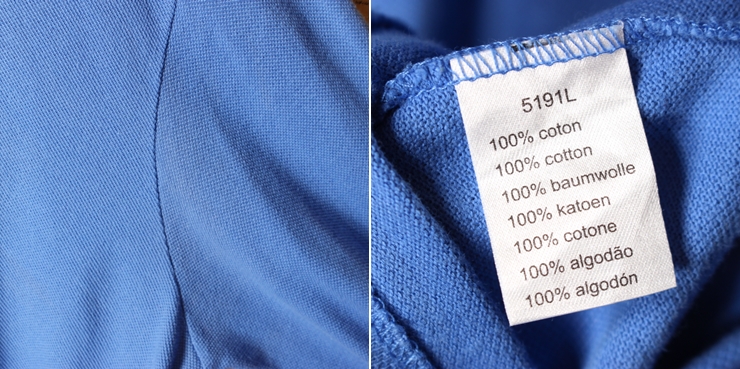 5191L
100% coton
100% cotton
100% baumwolle
100% katoen
100% cotone
100% algodão
100% algodón